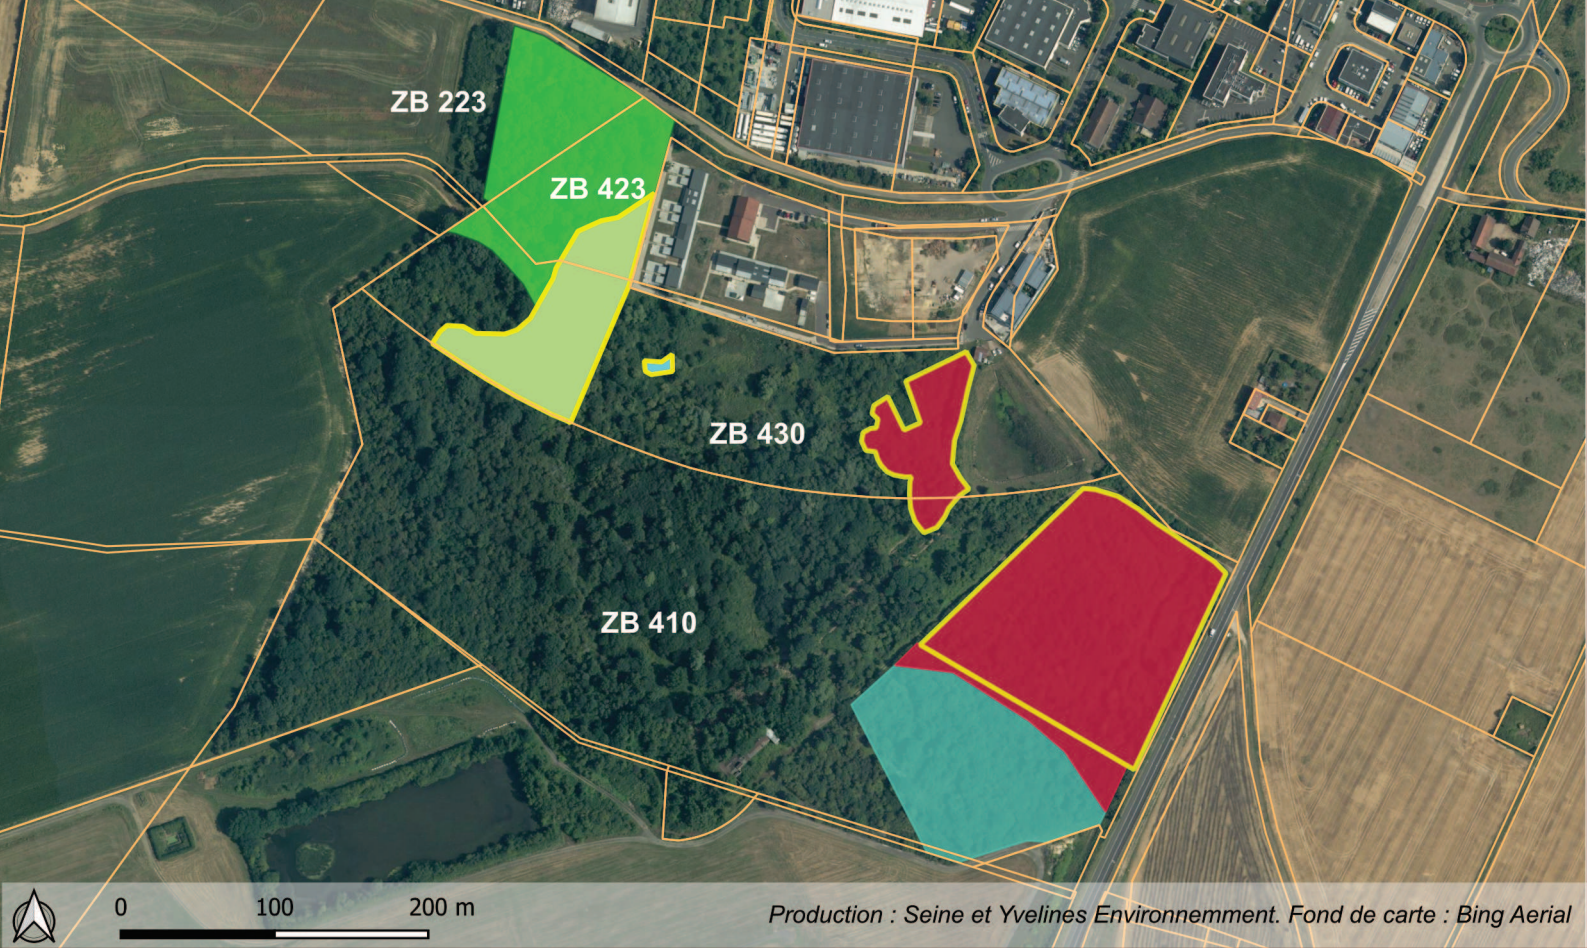 ZB 223
ZB 423
ZB 430
ZB 410
0 100 200 m
Production : Seine et Yvelines Environnemment. Fond de carte : Bing Aerial